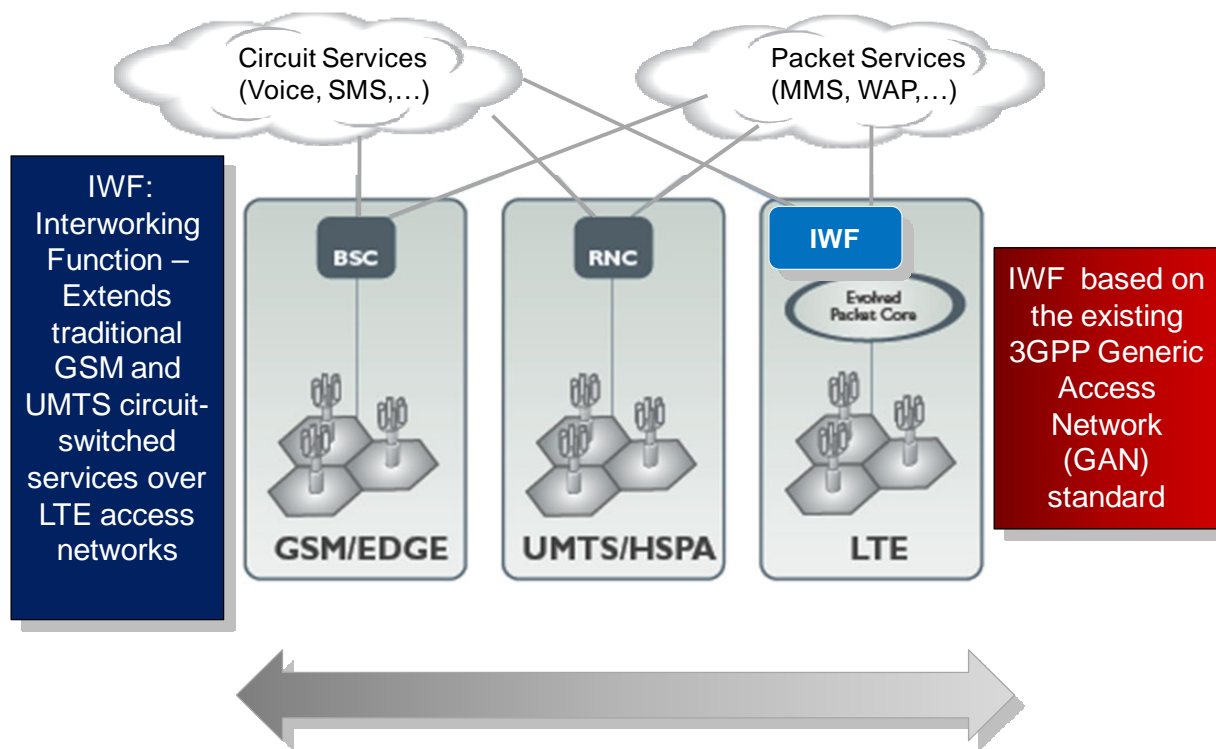 Circuit Services
(Voice, SMS,…)
Packet Services
(MMS, WAP,…)
IWF:
Interworking
Function –
Extends
traditional
GSM and
UMTS circuit-
switched
services over
LTE access
networks
BSC
GSM/EDGE
RNC
UMTS/HSPA
IWF
Evolved
Packet Core
LTE
IWF based on
the existing
3GPP Generic
Access
Network
(GAN)
standard